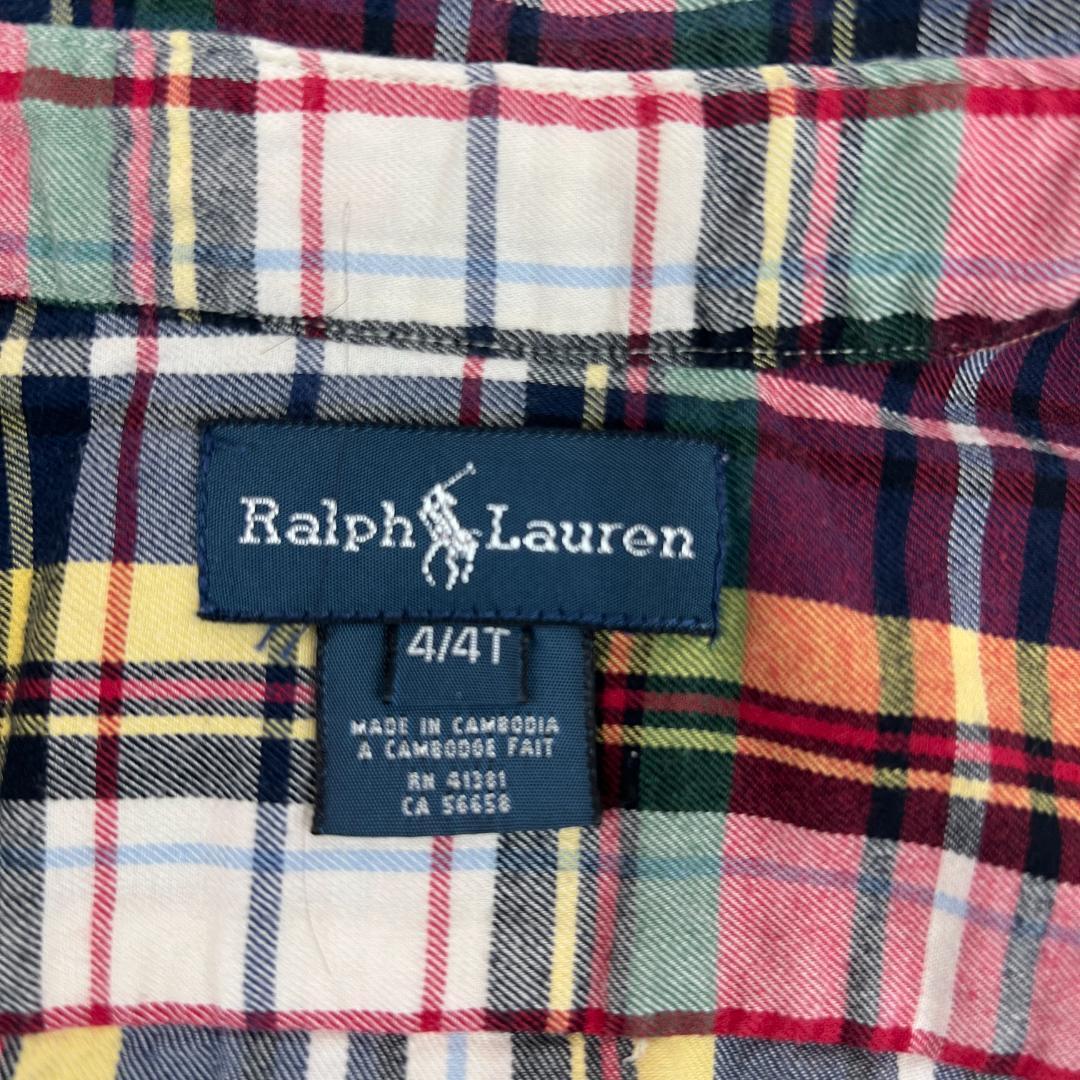 Ralph Lauren
4/4T
MADE IN CAMBODIA
A CAMBODGE FAIT
RN 41381
CA 56658